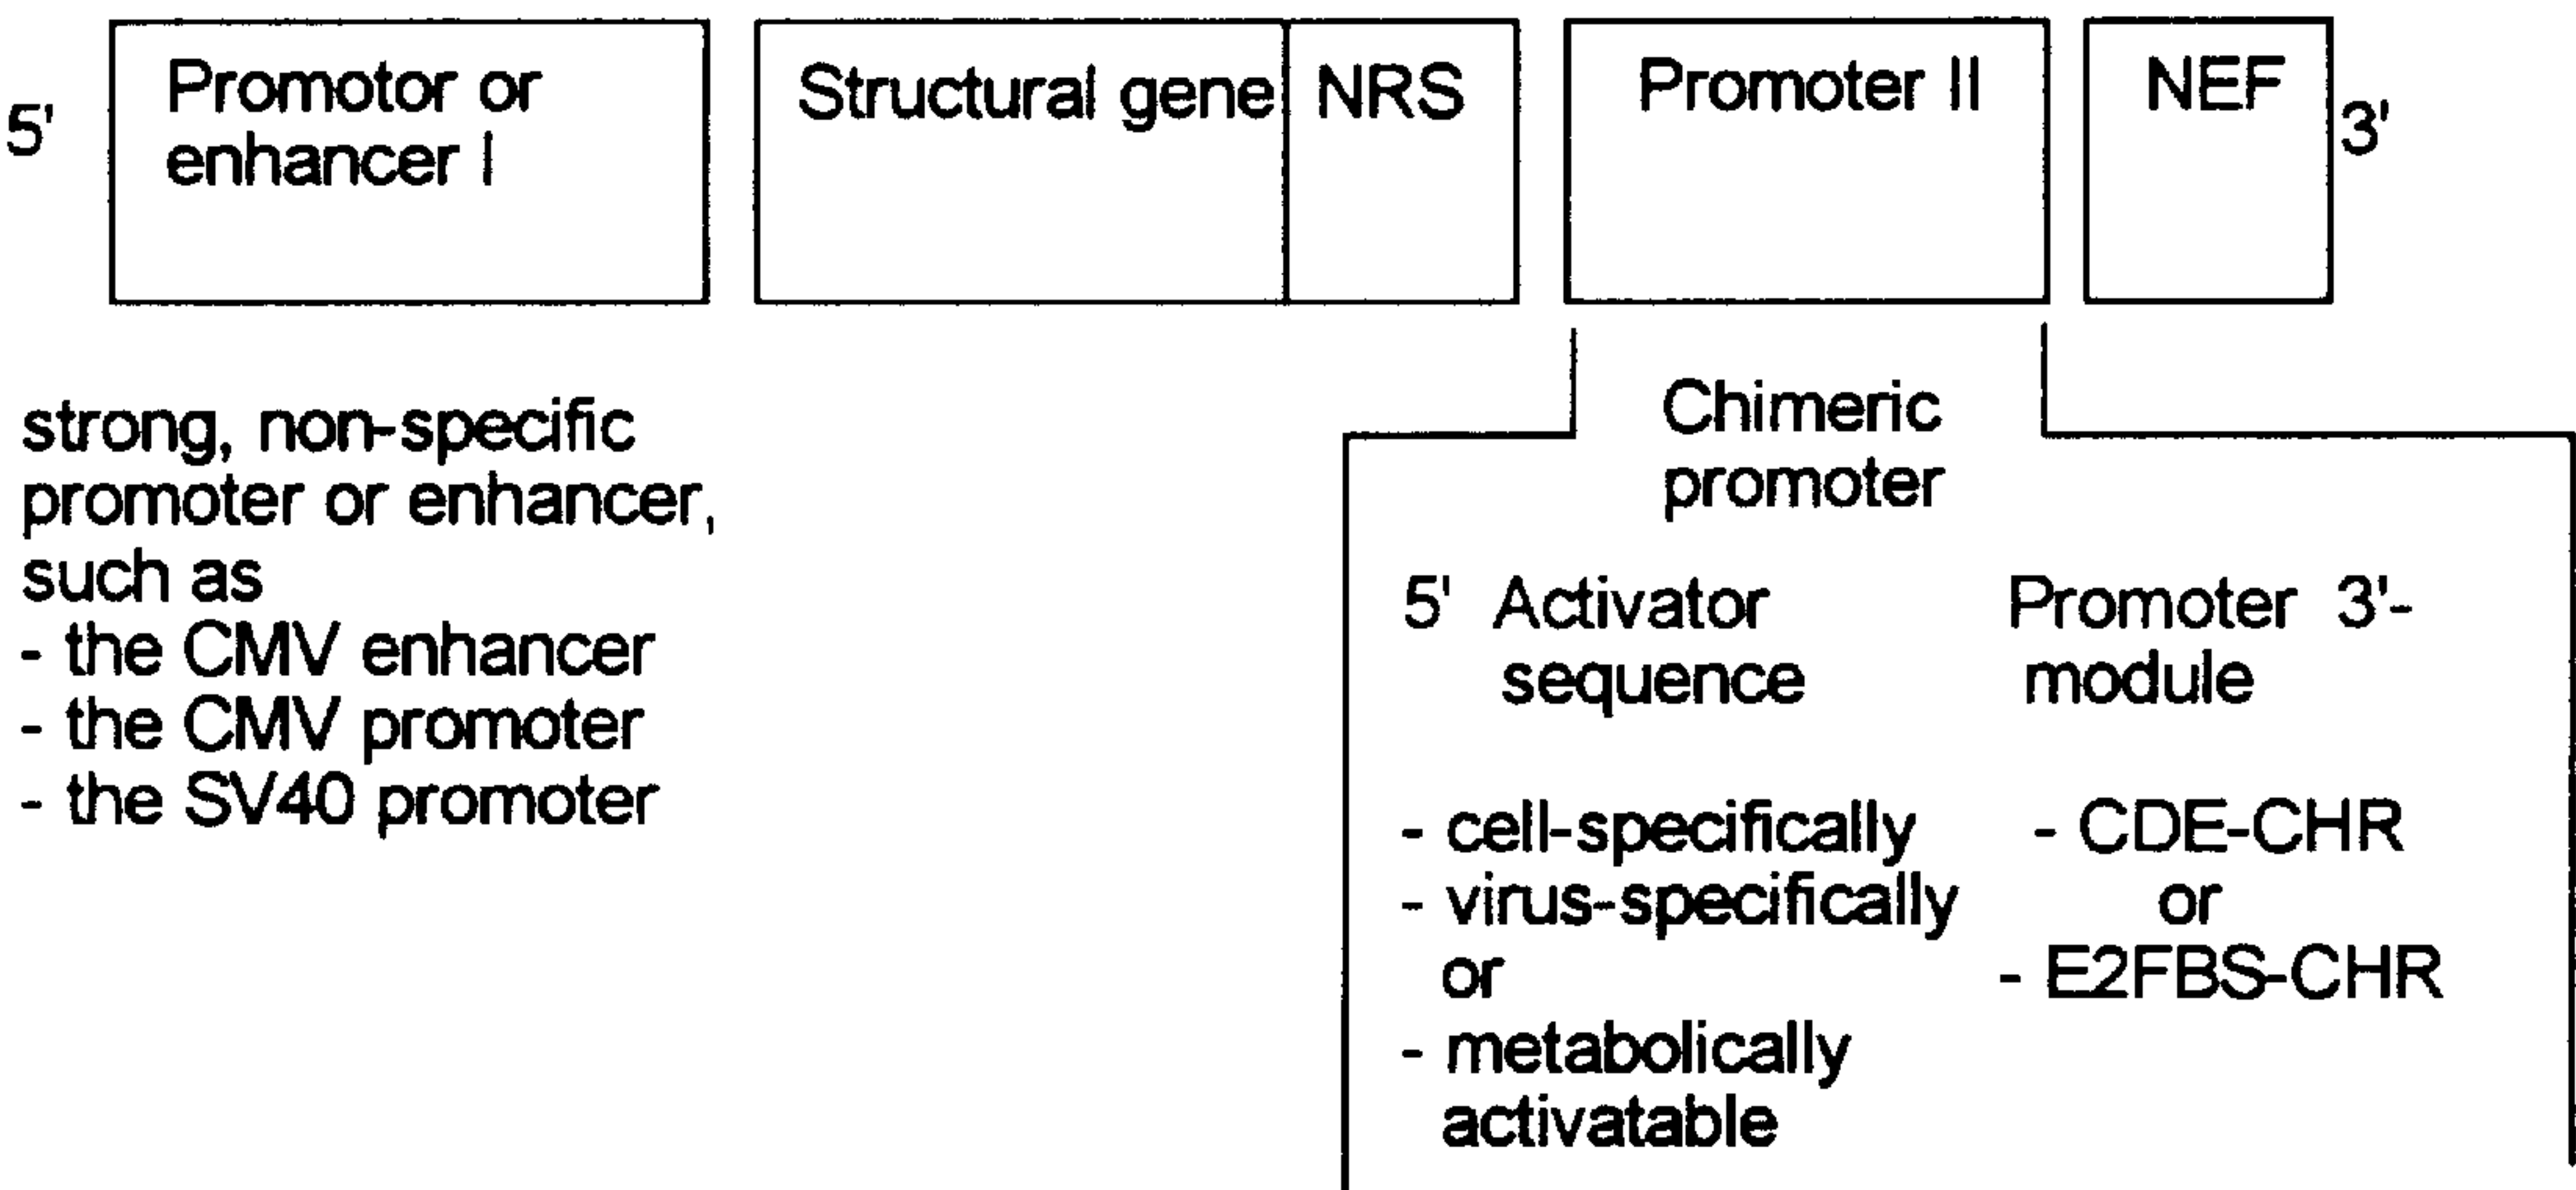 5' Promotor or enhancer I Structural gene NRS Promoter II NEF 3'
strong, non-specific
promoter or enhancer,
such as
- the CMV enhancer
- the CMV promoter
- the SV40 promoter
Chimeric
promoter
5' Activator
sequence
Promoter 3'-
module
- cell-specifically
- virus-specifically
or
- metabolically
activatable
- CDE-CHR
or
- E2FBS-CHR